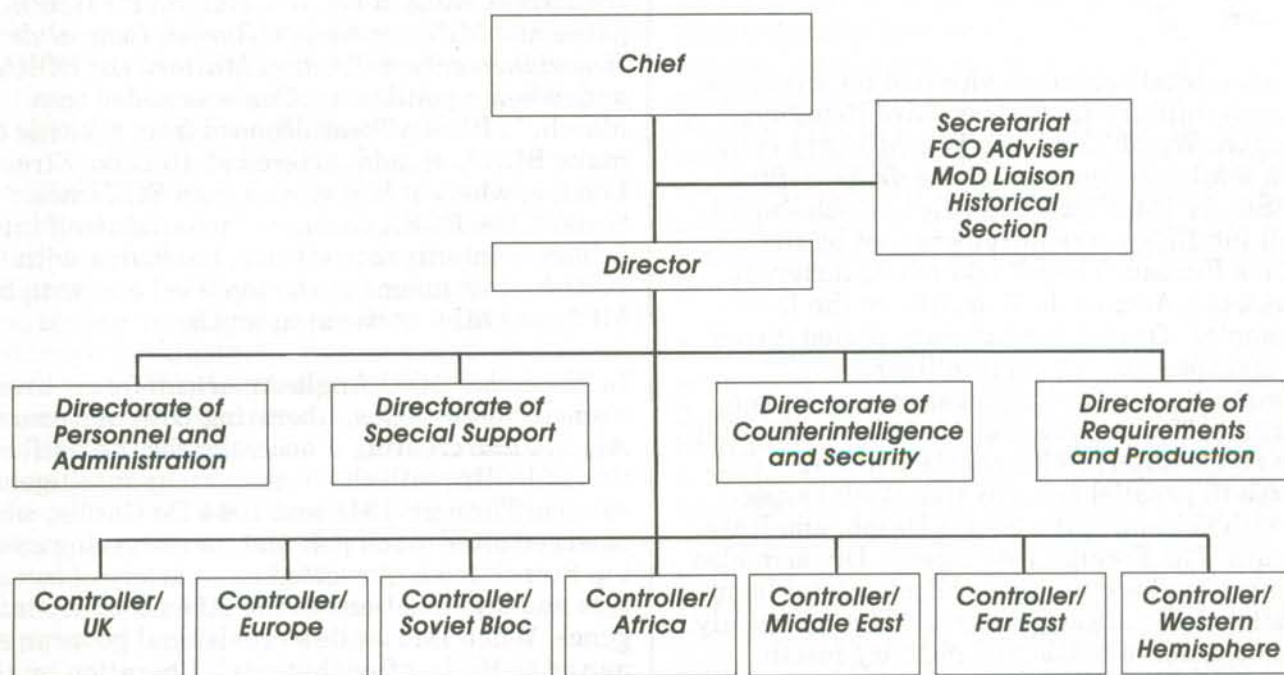 Chief
Secretariat
FCO Adviser
MoD Liaison
Historical
Section
Director
Directorate of
Personnel and
Administration
Directorate of
Special Support
Directorate of
Counterintelligence
and Security
Directorate of
Requirements
and Production
Controller/
UK
Controller/
Europe
Controller/
Soviet Bloc
Controller/
Africa
Controller/
Middle East
Controller/
Far East
Controller/
Western
Hemisphere